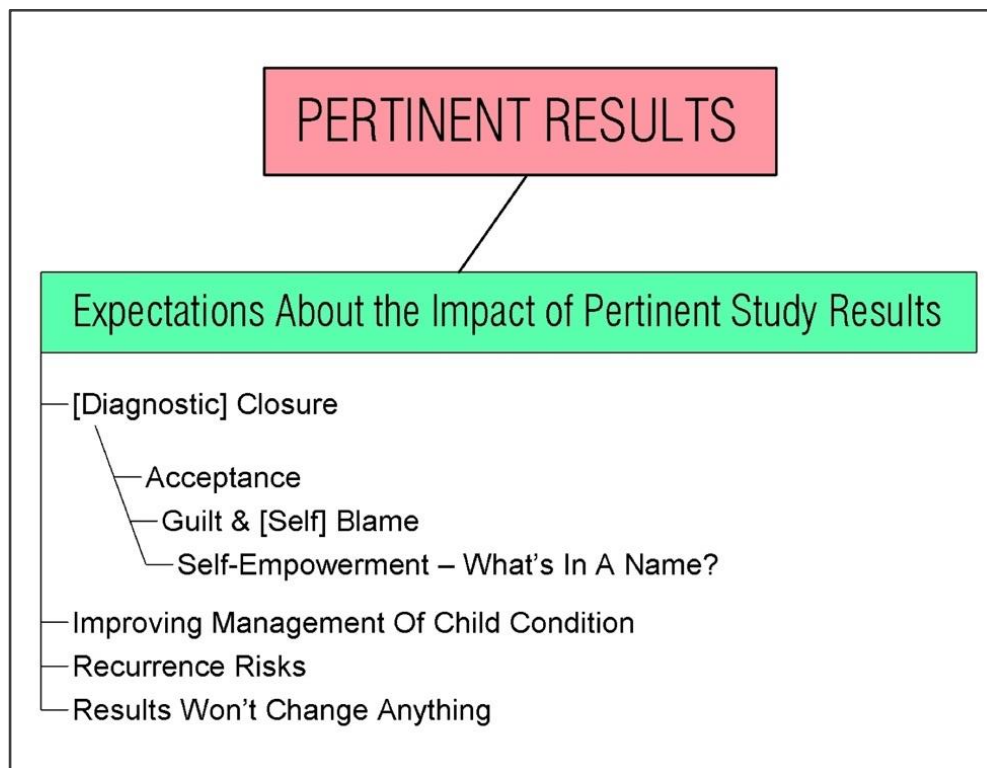 PERTINENT RESULTS
Expectations About the Impact of Pertinent Study Results
[Diagnostic] Closure
Acceptance
Guilt & [Self] Blame
Self-Empowerment – What’s In A Name?
Improving Management Of Child Condition
Recurrence Risks
Results Won’t Change Anything